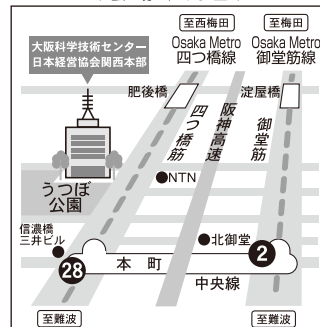 至西梅田
至梅田
Osaka Metro
四つ橋線
Osaka Metro
御堂筋線
大阪科学技術センター
日本経営協会関西本部
肥後橋
淀屋橋
四つ橋筋
阪神高速
御堂筋
NTN
うつぼ
公園
信濃橋
三井ビル
北御堂
2
28
本町
中央線
至難波
至難波